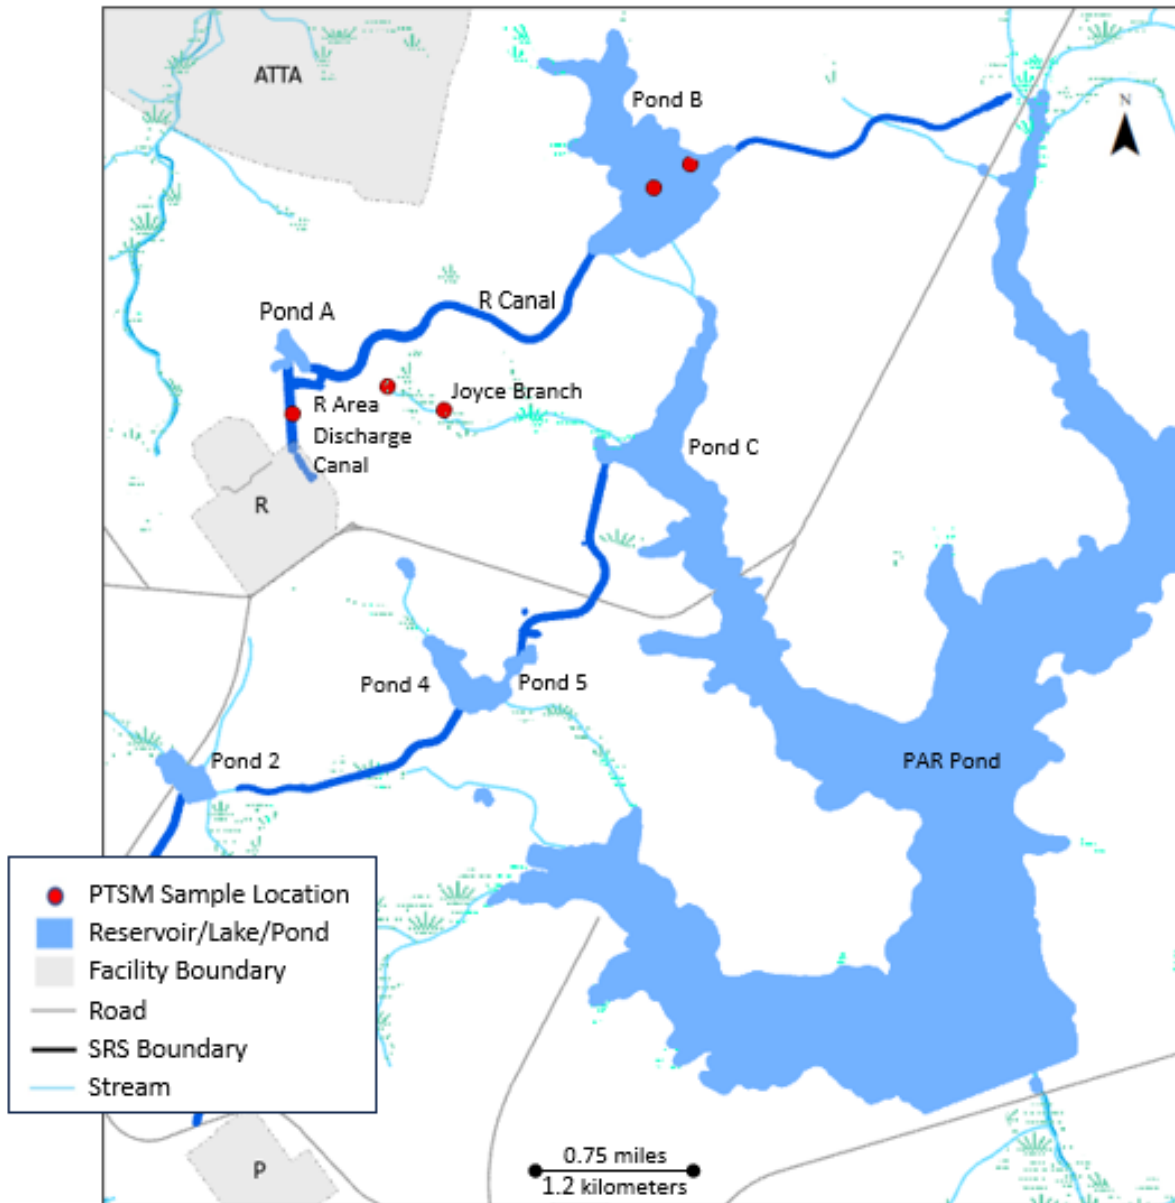 ATTA
Pond B
N
R Canal
Pond A
Joyce Branch
R Area
Discharge
Canal
Pond C
R
Pond 4
Pond 5
Pond 2
PAR Pond
PTSM Sample Location
Reservoir/Lake/Pond
Facility Boundary
Road
SRS Boundary
Stream
P
0.75 miles
1.2 kilometers